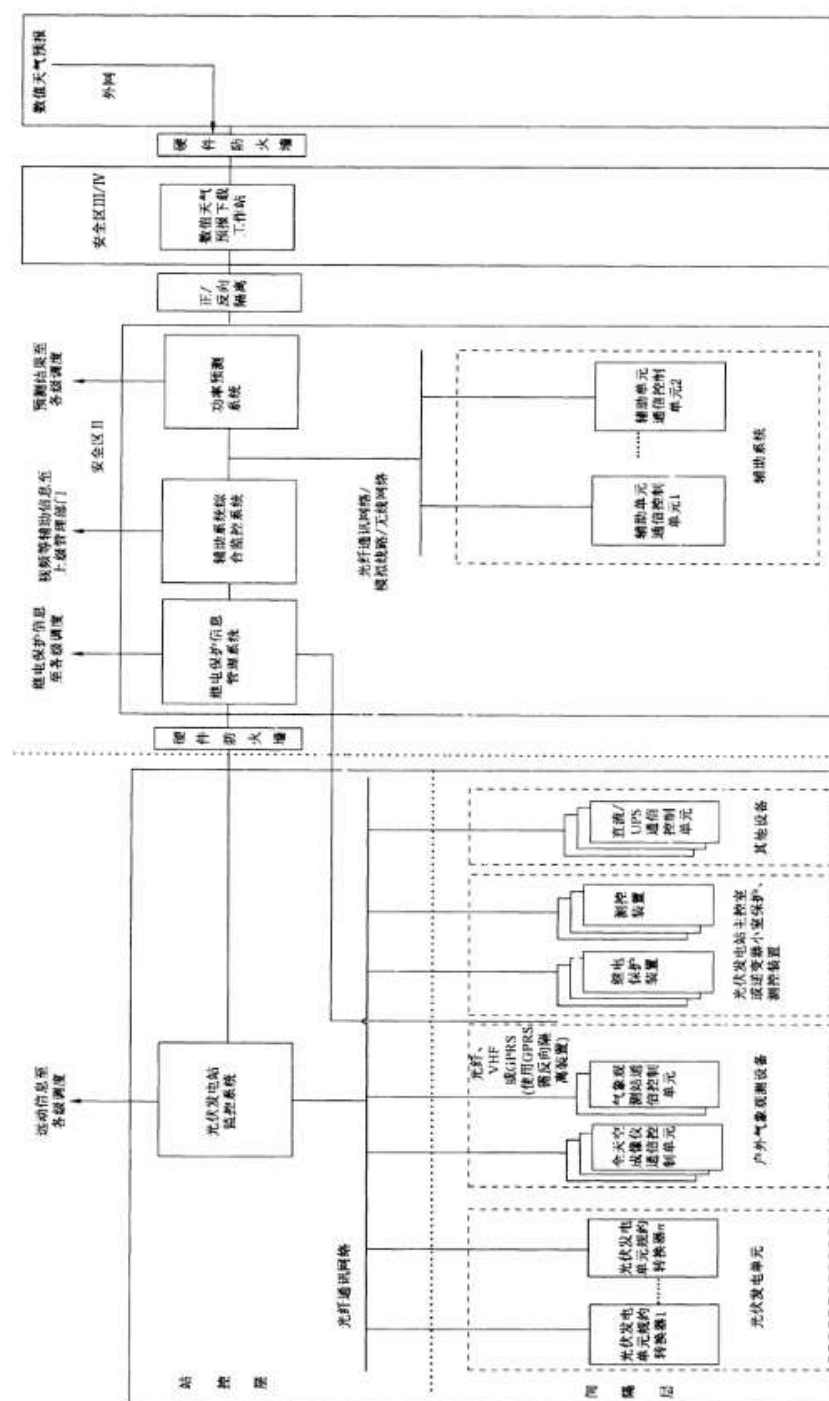 远动信息至
各级调度
继电保护信息
至各级调度
视频等辅助信息至
上级管理部门
预测结果至
各级调度
数值天气预报
外网
安全区II
安全区III/IV
站控层
光伏发电站
监控系统
硬件防火墙
继电保护信息
管理系统
辅助系统综
合监控系统
功率预测
系统
正/
反向
隔离
数值天气
预报下载
工作站
硬件防火墙
光纤通讯网络
光纤通讯网络/
模拟线路/无线网络
间隔层
光伏发电
单元规约
转换器1
……
光伏发电
单元规约
转换器n
光伏发电单元
光纤、
VHF
或GPRS
(使用GPRS
需反向隔
离装置)
全天空
成像仪
通信控
制单元
气象观
测站通
信控制
单元
户外气象观测设备
继电
保护
装置
测控
装置
光伏发电站主控室
或逆变器小室保护、
测控装置
直流/
UPS
通信
控制
单元
其他设备
辅助单元
通信控制
单元1
……
辅助单元
通信控制
单元2
辅助系统